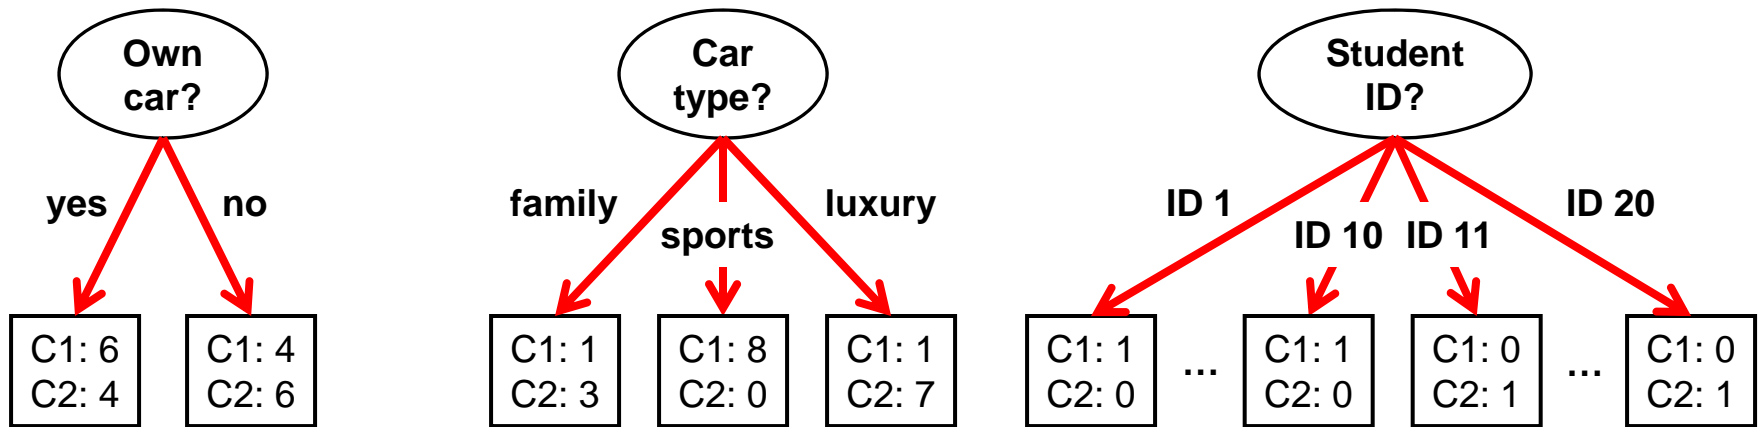 Own
car?
yes
no
C1: 6
C2: 4
C1: 4
C2: 6
Car
type?
family
sports
luxury
C1: 1
C2: 3
C1: 8
C2: 0
C1: 1
C2: 7
Student
ID?
ID 1
ID 10
ID 11
ID 20
C1: 1
C2: 0
...
C1: 1
C2: 0
C1: 0
C2: 1
...
C1: 0
C2: 1